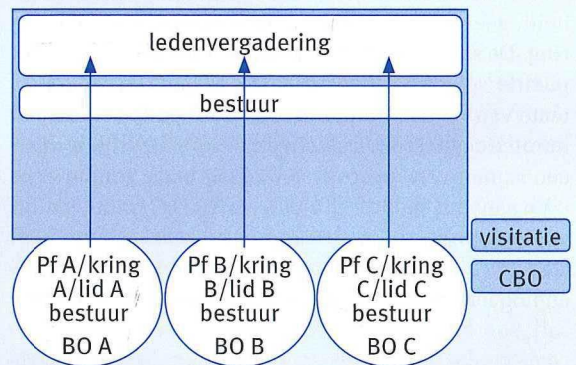 ledenvergadering
bestuur
visitatie
CBO
Pf A/kring
A/lid A
bestuur
BO A
Pf B/kring
B/lid B
bestuur
BO B
Pf C/kring
C/lid C
bestuur
BO C